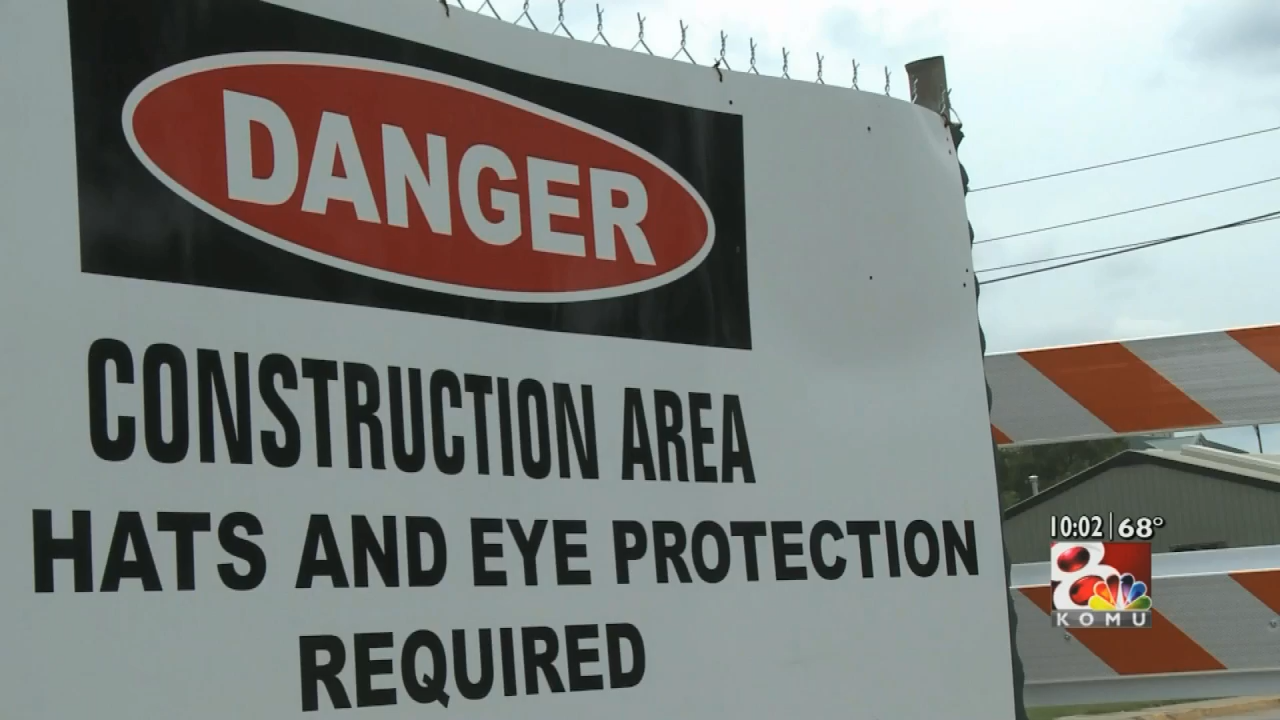 DANGER
CONSTRUCTION AREA
HATS AND EYE PROTECTION
REQUIRED
10:02 | 68°
8
KOMU